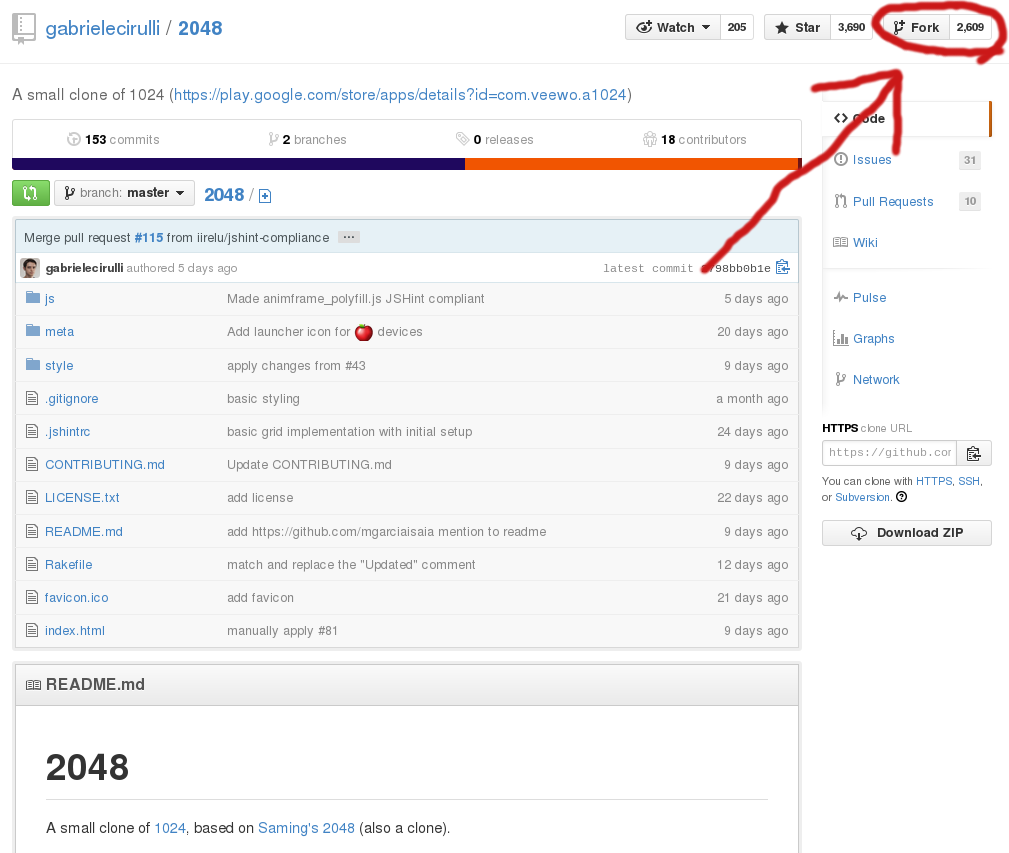 gabrielecirulli / 2048
Watch 205 Star 3,690 Fork 2,609
A small clone of 1024 (https://play.google.com/store/apps/details?id=com.veewo.a1024)
153 commits 2 branches 0 releases 18 contributors
branch: master 2048 /
Merge pull request #115 from iirelu/jshint-compliance ...
gabrielecirulli authored 5 days ago latest commit
js Made animframe_polyfill.js JSHint compliant 5 days ago
meta Add launcher icon for 🍎 devices 20 days ago
style apply changes from #43 9 days ago
.gitignore basic styling a month ago
.jshintrc basic grid implementation with initial setup 24 days ago
CONTRIBUTING.md Update CONTRIBUTING.md 9 days ago
LICENSE.txt add license 22 days ago
README.md add https://github.com/mgarciaisaia mention to readme 9 days ago
Rakefile match and replace the "Updated" comment 12 days ago
favicon.ico add favicon 21 days ago
index.html manually apply #81 9 days ago
README.md
2048
A small clone of 1024, based on Saming's 2048 (also a clone).
<> Code
Issues 31
Pull Requests 10
Wiki
Pulse
Graphs
Network
HTTPS clone URL
https://github.com
You can clone with HTTPS, SSH,
or Subversion.
Download ZIP